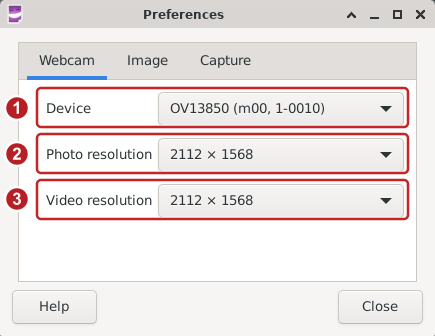 Preferences
Webcam Image Capture
1 Device OV13850 (m00, 1-0010)
2 Photo resolution 2112 × 1568
3 Video resolution 2112 × 1568
Help Close